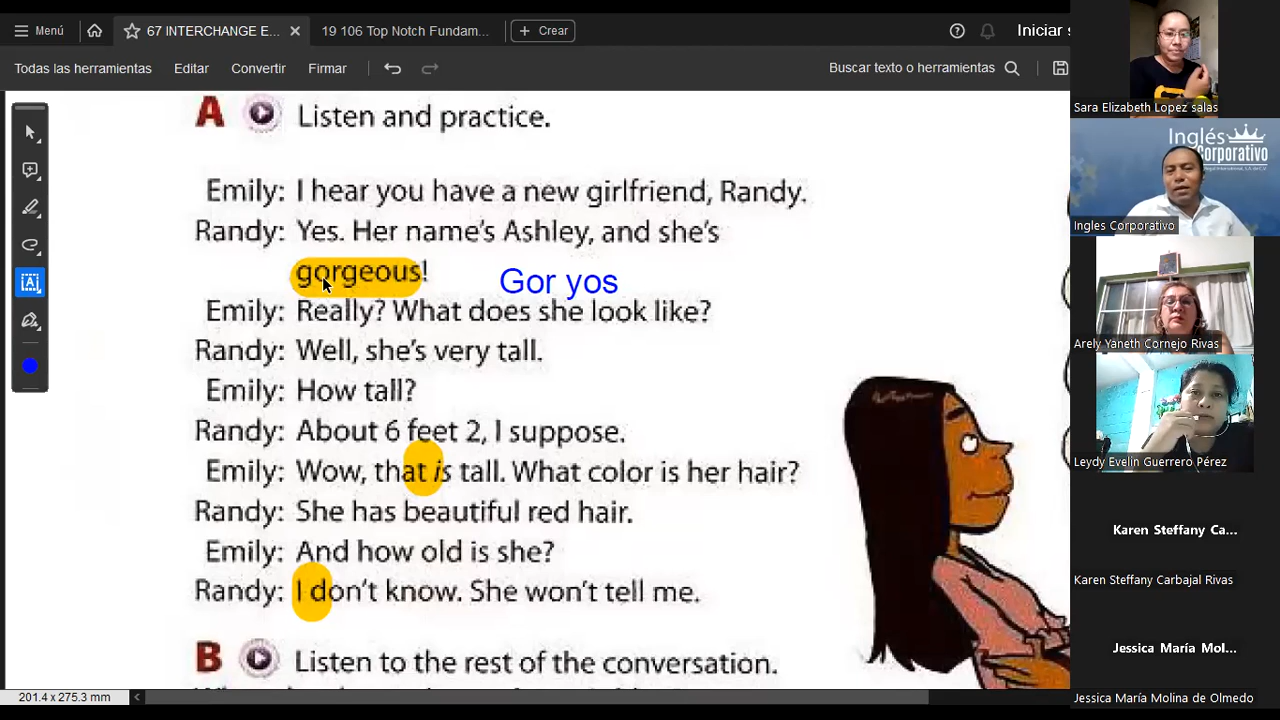 Menú
67 INTERCHANGE E...
19 106 Top Notch Fundam...
Crear
Iniciar s
Todas las herramientas
Editar
Convertir
Firmar
Buscar texto o herramientas
A Listen and practice.
Emily: I hear you have a new girlfriend, Randy.
Randy: Yes. Her name's Ashley, and she's
gorgeous!
Gor yos
Emily: Really? What does she look like?
Randy: Well, she's very tall.
Emily: How tall?
Randy: About 6 feet 2, I suppose.
Emily: Wow, that is tall. What color is her hair?
Randy: She has beautiful red hair.
Emily: And how old is she?
Randy: I don't know. She won't tell me.
B Listen to the rest of the conversation.
201.4 x 275.3 mm
Sara Elizabeth Lopez salas
Inglés
Corporativo
Ingles Corporativo
Arely Yaneth Cornejo Rivas
Leydy Evelin Guerrero Pérez
Karen Steffany Ca...
Karen Steffany Carbajal Rivas
Jessica María Mol...
Jessica María Molina de Olmedo